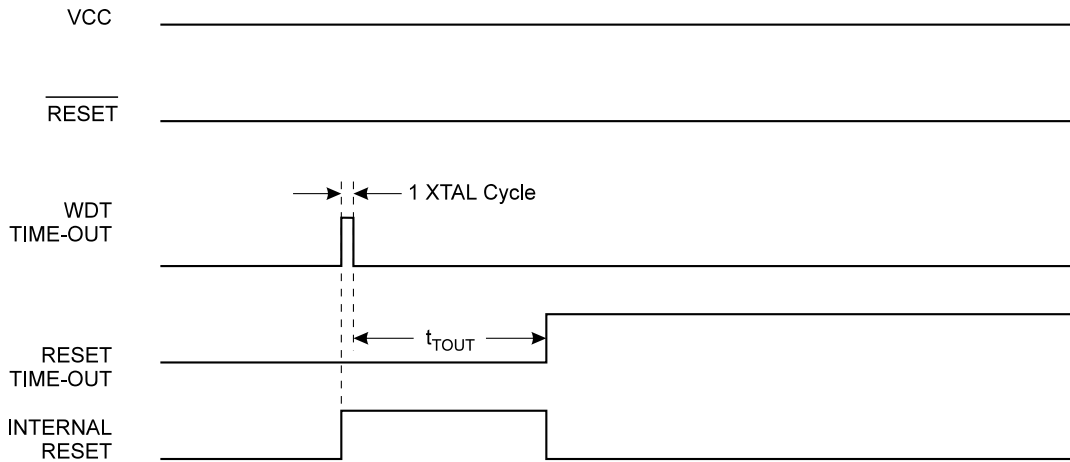 VCC
RESET
1 XTAL Cycle
WDT
TIME-OUT
tTOUT
RESET
TIME-OUT
INTERNAL
RESET